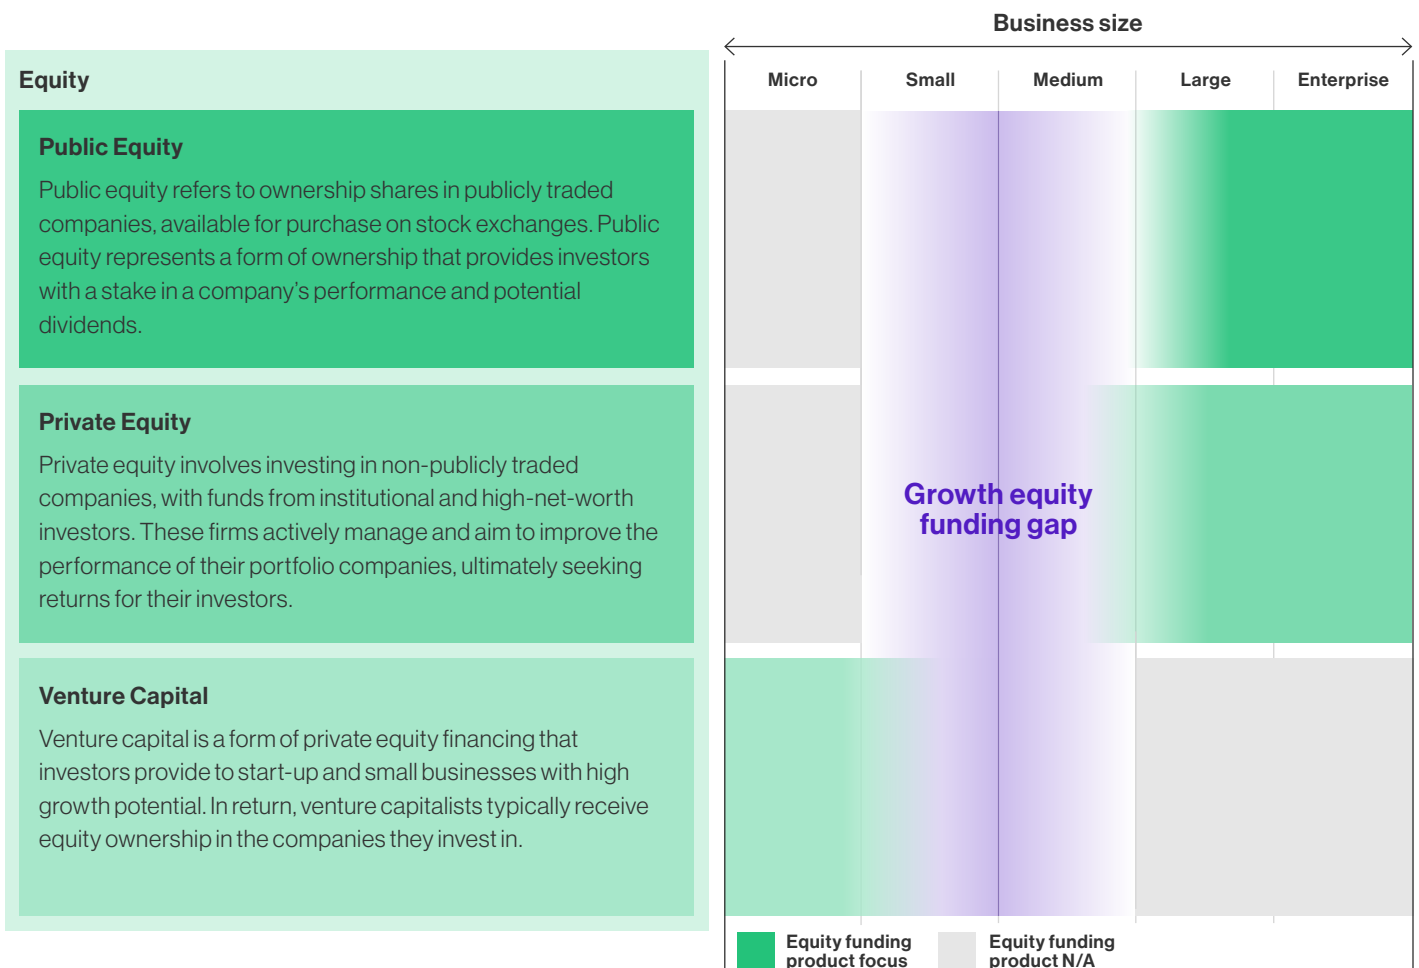 Business size
Equity
Micro
Small
Medium
Large
Enterprise
Public Equity
Public equity refers to ownership shares in publicly traded
companies, available for purchase on stock exchanges. Public
equity represents a form of ownership that provides investors
with a stake in a company's performance and potential
dividends.
Private Equity
Private equity involves investing in non-publicly traded
companies, with funds from institutional and high-net-worth
investors. These firms actively manage and aim to improve the
performance of their portfolio companies, ultimately seeking
returns for their investors.
Growth equity
funding gap
Venture Capital
Venture capital is a form of private equity financing that
investors provide to start-up and small businesses with high
growth potential. In return, venture capitalists typically receive
equity ownership in the companies they invest in.
Equity funding
product focus
Equity funding
product N/A